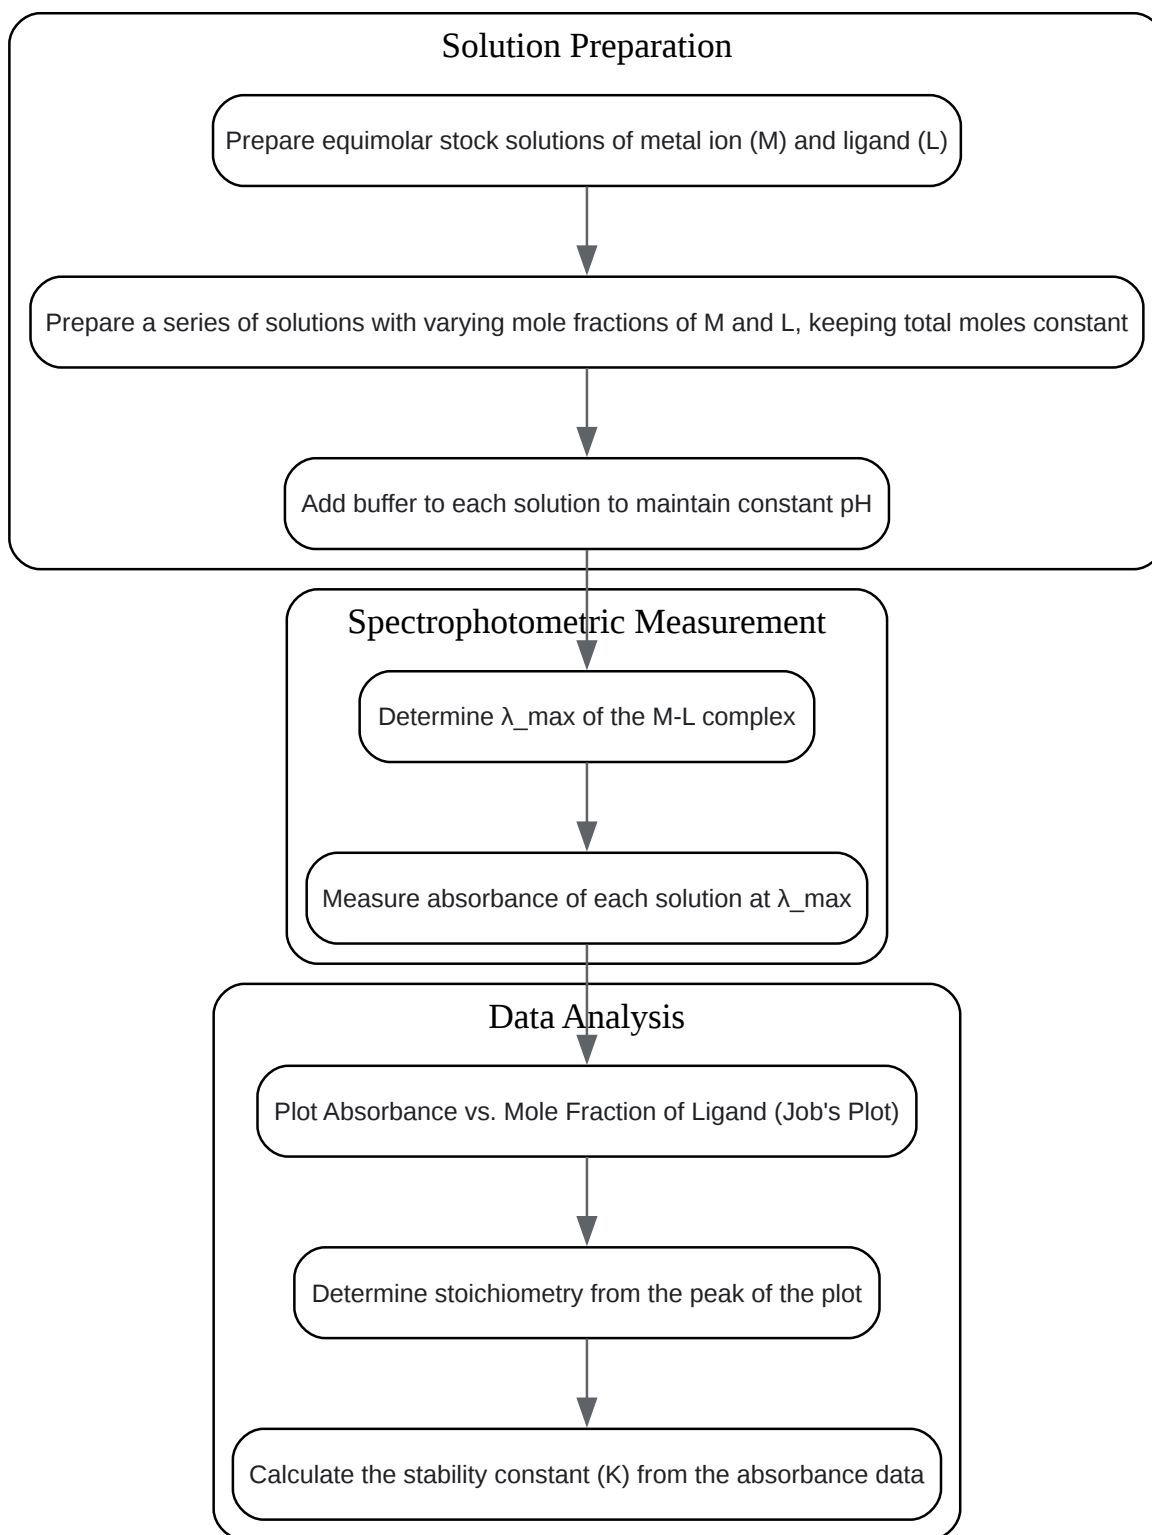 Solution Preparation
Prepare equimolar stock solutions of metal ion (M) and ligand (L)
Prepare a series of solutions with varying mole fractions of M and L, keeping total moles constant
Add buffer to each solution to maintain constant pH
Spectrophotometric Measurement
Determine λ_max of the M-L complex
Measure absorbance of each solution at λ_max
Data Analysis
Plot Absorbance vs. Mole Fraction of Ligand (Job's Plot)
Determine stoichiometry from the peak of the plot
Calculate the stability constant (K) from the absorbance data